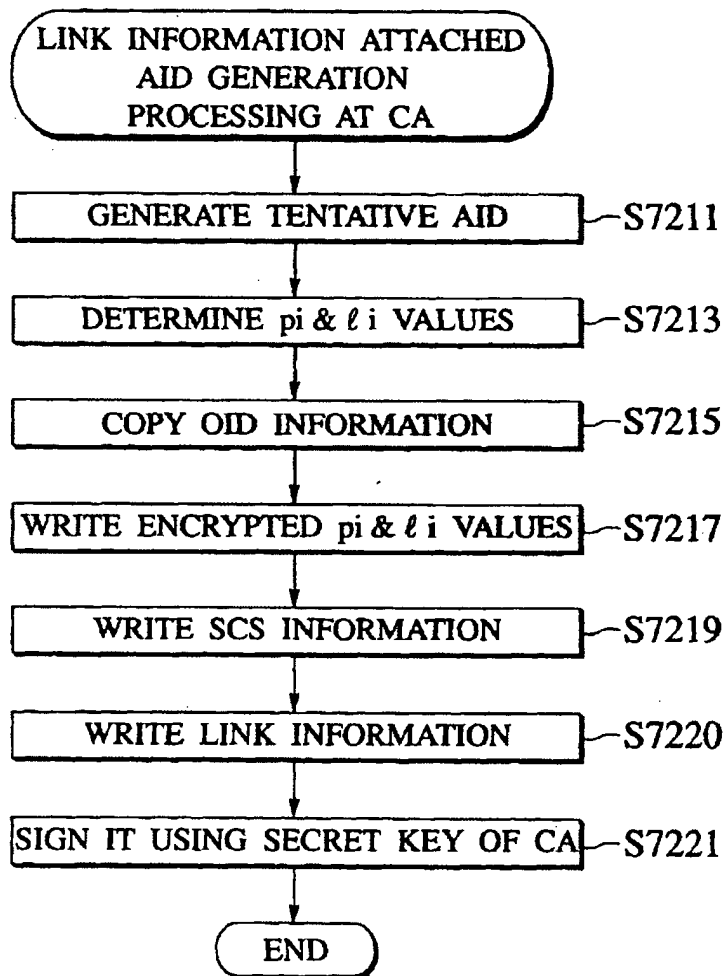 LINK INFORMATION ATTACHED
AID GENERATION
PROCESSING AT CA
GENERATE TENTATIVE AID
S7211
DETERMINE pi & ℓ i VALUES
S7213
COPY OID INFORMATION
S7215
WRITE ENCRYPTED pi & ℓ i VALUES
S7217
WRITE SCS INFORMATION
S7219
WRITE LINK INFORMATION
S7220
SIGN IT USING SECRET KEY OF CA
S7221
END